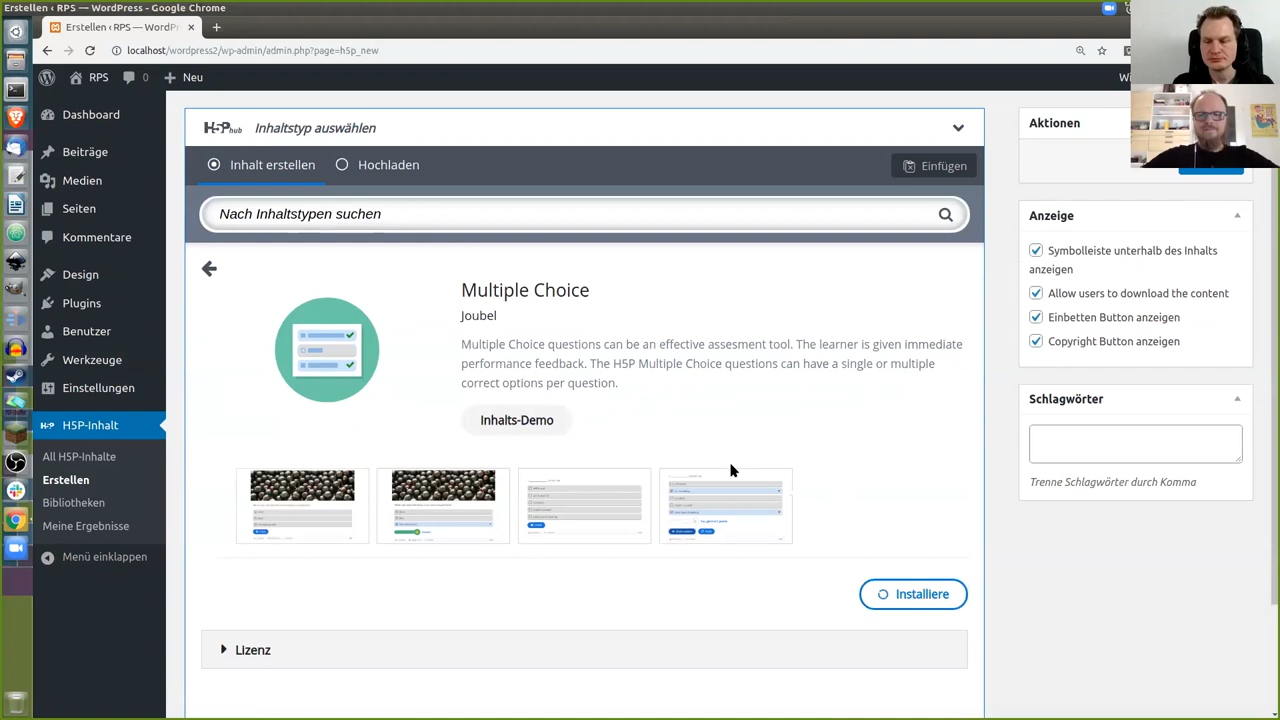 Erstellen ‹ RPS — WordPress - Google Chrome
Erstellen ‹ RPS — WordPr
localhost/wordpress2/wp-admin/admin.php?page=h5p_new
RPS
0
Neu
Wi
Dashboard
Beiträge
Medien
Seiten
Kommentare
Design
Plugins
Benutzer
Werkzeuge
Einstellungen
H5P H5P-Inhalt
All H5P-Inhalte
Erstellen
Bibliotheken
Meine Ergebnisse
Menü einklappen
H5P hub Inhaltstyp auswählen
Inhalt erstellen
Hochladen
Einfügen
Nach Inhaltstypen suchen
Multiple Choice
Joubel
Multiple Choice questions can be an effective assesment tool. The learner is given immediate
performance feedback. The H5P Multiple Choice questions can have a single or multiple
correct options per question.
Inhalts-Demo
Installiere
Lizenz
Aktionen
Anzeige
Symbolleiste unterhalb des Inhalts
anzeigen
Allow users to download the content
Einbetten Button anzeigen
Copyright Button anzeigen
Schlagwörter
Trenne Schlagwörter durch Komma